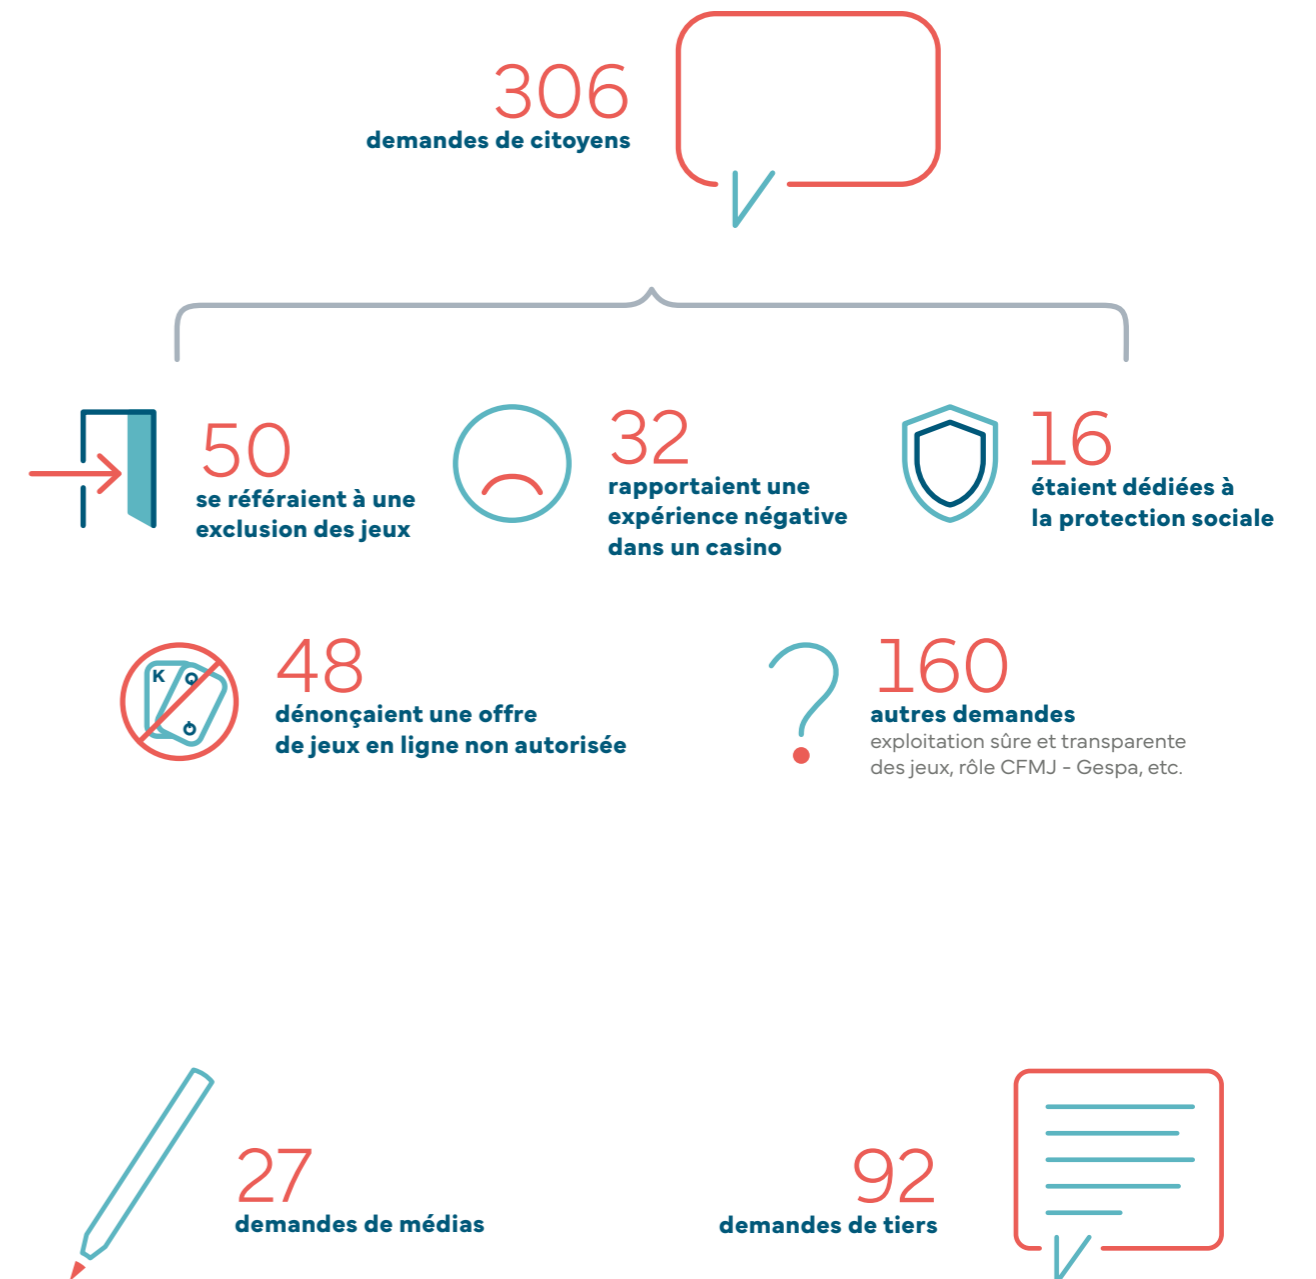 306
demandes de citoyens
50
se référaient à une
exclusion des jeux
32
rapportaient une
expérience négative
dans un casino
16
étaient dédiées à
la protection sociale
K
Q
48
dénonçaient une offre
de jeux en ligne non autorisée
160
autres demandes
exploitation sûre et transparente
des jeux, rôle CFMJ - Gespa, etc.
27
demandes de médias
92
demandes de tiers